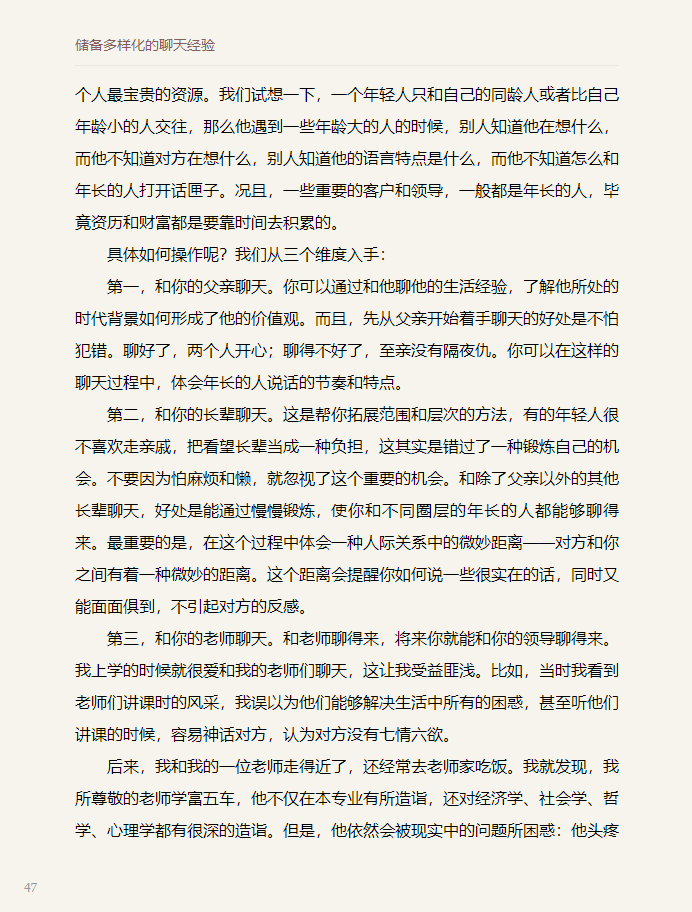 储备多样化的聊天经验
个人最宝贵的资源。我们试想一下，一个年轻人只和自己的同龄人或者比自己
年龄小的人交往，那么他遇到一些年龄大的人的时候，别人知道他在想什么，
而他不知道对方在想什么，别人知道他的语言特点是什么，而他不知道怎么和
年长的人打开话匣子。况且，一些重要的客户和领导，一般都是年长的人，毕
竟资历和财富都是要靠时间去积累的。
具体如何操作呢？我们从三个维度入手：
第一，和你的父亲聊天。你可以通过和他聊他的生活经验，了解他所处的
时代背景如何形成了他的价值观。而且，先从父亲开始着手聊天的好处是不怕
犯错。聊好了，两个人开心；聊得不好了，至亲没有隔夜仇。你可以在这样的
聊天过程中，体会年长的人说话的节奏和特点。
第二，和你的长辈聊天。这是帮你拓展范围和层次的方法，有的年轻人很
不喜欢走亲戚，把看望长辈当成一种负担，这其实是错过了一种锻炼自己的机
会。不要因为怕麻烦和懒，就忽视了这个重要的机会。和除了父亲以外的其他
长辈聊天，好处是能通过慢慢锻炼，使你和不同圈层的年长的人都能够聊得
来。最重要的是，在这个过程中体会一种人际关系中的微妙距离——对方和你
之间有着一种微妙的距离。这个距离会提醒你如何说一些很实在的话，同时又
能面面俱到，不引起对方的反感。
第三，和你的老师聊天。和老师聊得来，将来你就能和你的领导聊得来。
我上学的时候就很爱和我的老师们聊天，这让我受益匪浅。比如，当时我看到
老师们讲课时的风采，我误以为他们能够解决生活中所有的困惑，甚至听他们
讲课的时候，容易神话对方，认为对方没有七情六欲。
后来，我和我的一位老师走得近了，还经常去老师家吃饭。我就发现，我
所尊敬的老师学富五车，他不仅在本专业有所造诣，还对经济学、社会学、哲
学、心理学都有很深的造诣。但是，他依然会被现实中的问题所困惑：他头疼
47